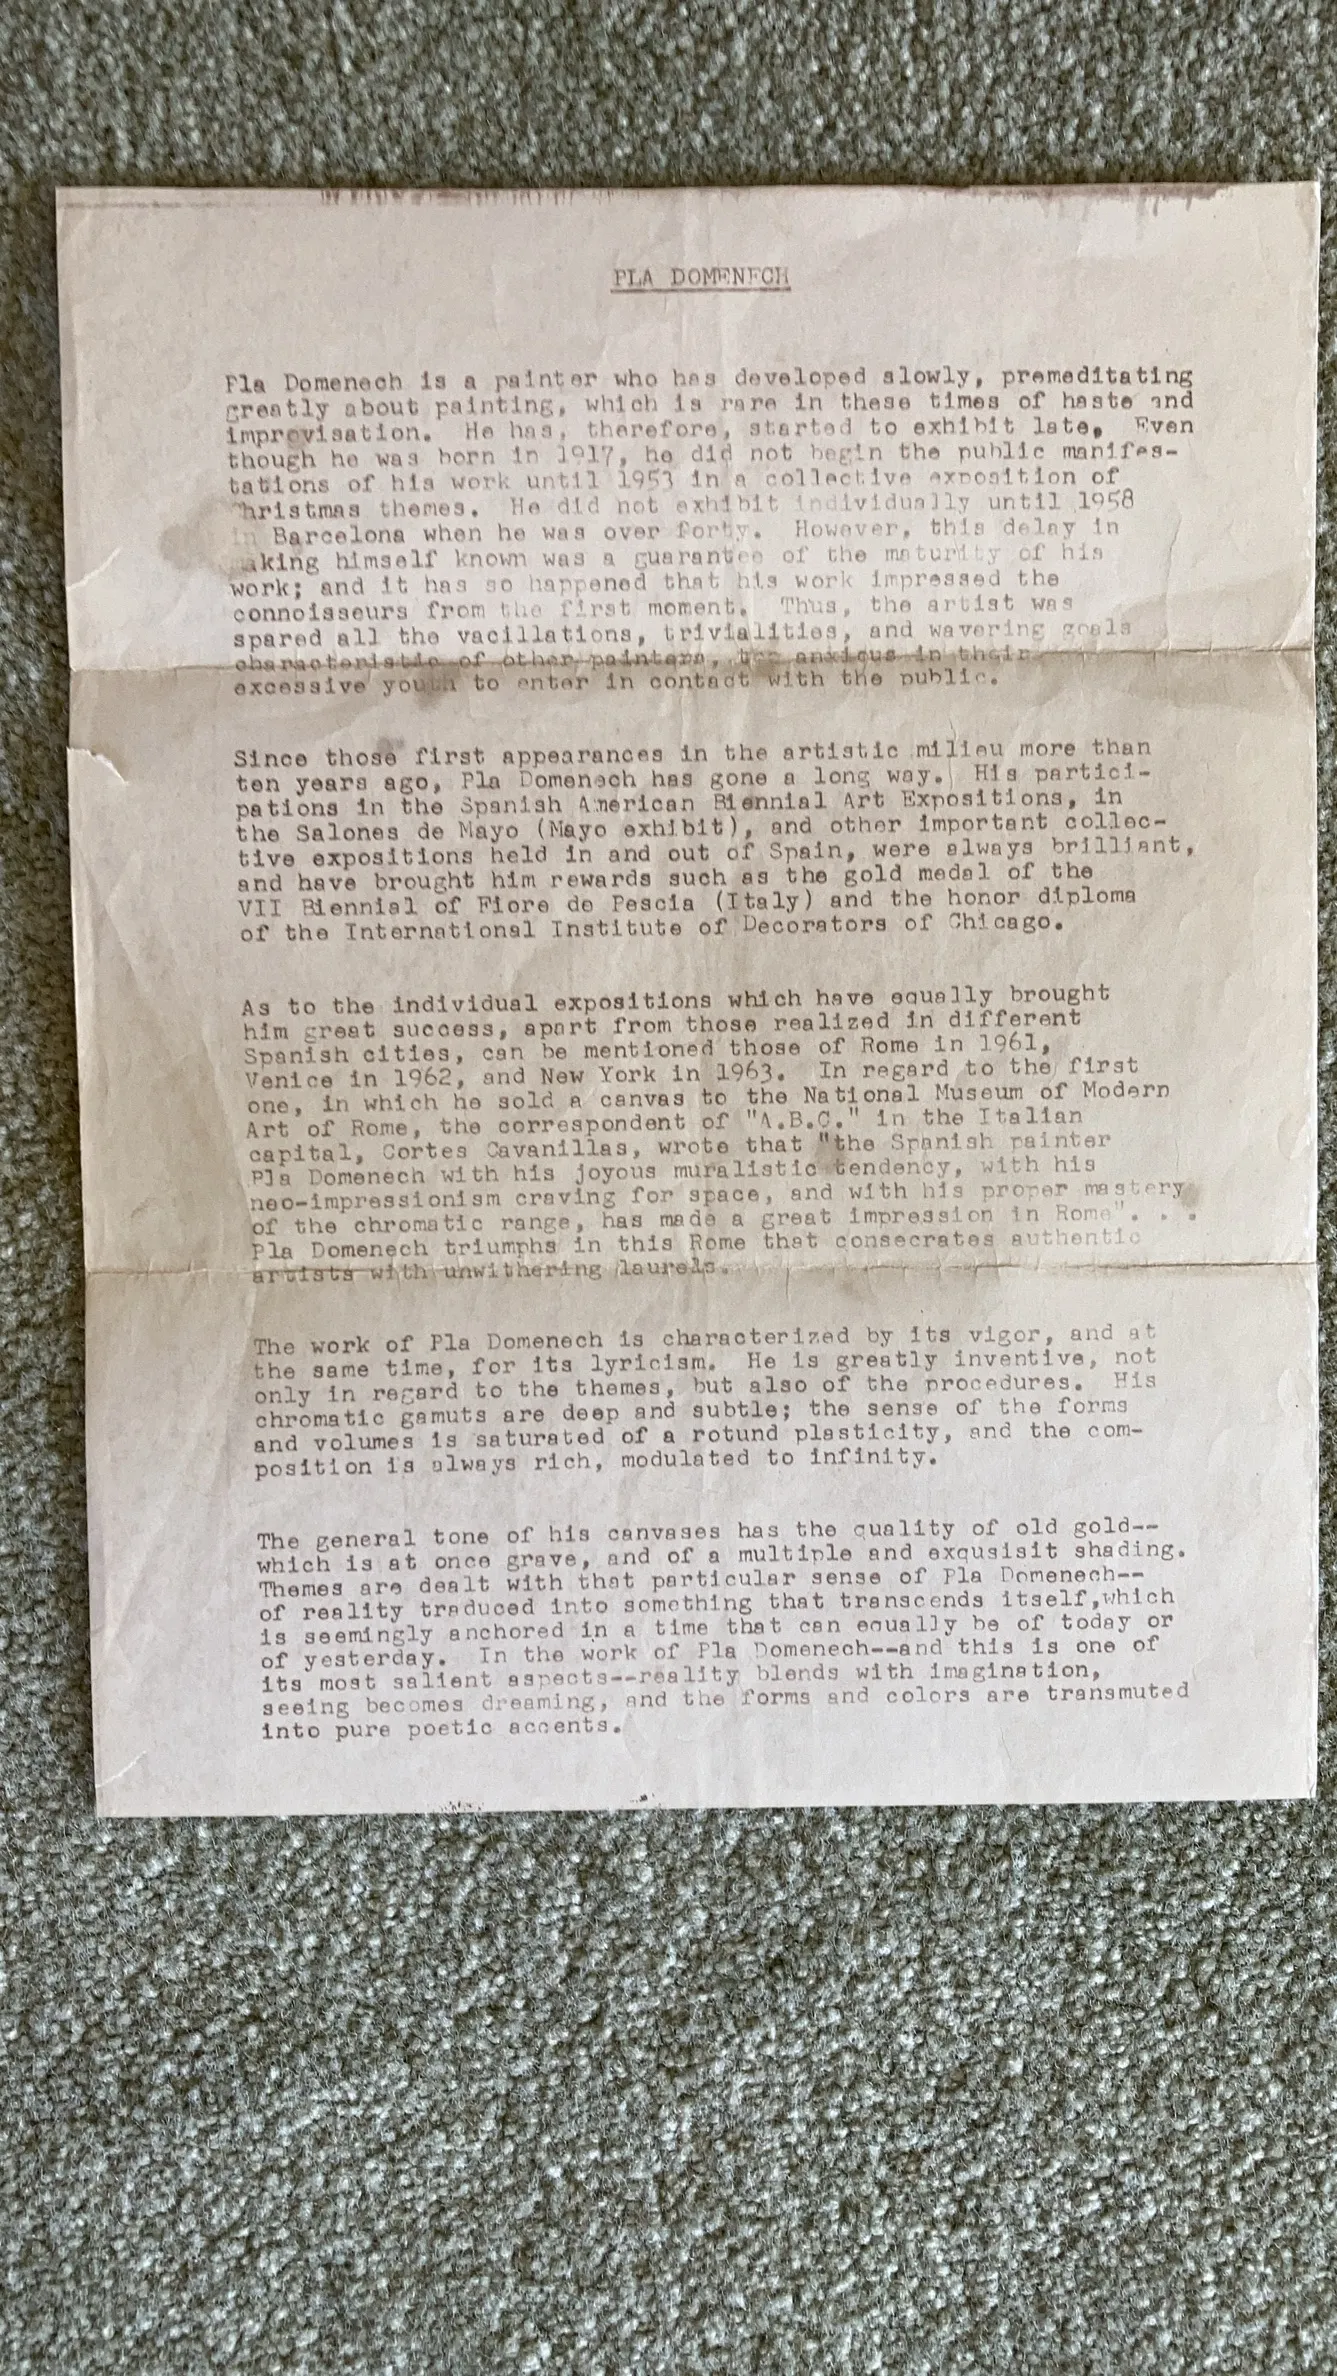 PLA DOMENECH
Pla Domenech is a painter who has developed slowly, premeditating
greatly about painting, which is rare in these times of haste and
improvisation. He has, therefore, started to exhibit late. Even
though he was born in 1917, he did not begin the public manifes-
tations of his work until 1953 in a collective exposition of
Christmas themes. He did not exhibit individually until 1958
in Barcelona when he was over forty. However, this delay in
making himself known was a guarantee of the maturity of his
work; and it has so happened that his work impressed the
connoisseurs from the first moment. Thus, the artist was
spared all the vacillations, trivialities, and wavering goals
characteristic of other painters, too anxious in their
excessive youth to enter in contact with the public.
Since those first appearances in the artistic milieu more than
ten years ago, Pla Domenech has gone a long way. His partici-
pations in the Spanish American Biennial Art Expositions, in
the Salones de Mayo (Mayo exhibit), and other important collec-
tive expositions held in and out of Spain, were always brilliant,
and have brought him rewards such as the gold medal of the
VII Biennial of Fiore de Pescia (Italy) and the honor diploma
of the International Institute of Decorators of Chicago.
As to the individual expositions which have equally brought
him great success, apart from those realized in different
Spanish cities, can be mentioned those of Rome in 1961,
Venice in 1962, and New York in 1963. In regard to the first
one, in which he sold a canvas to the National Museum of Modern
Art of Rome, the correspondent of "A.B.C." in the Italian
capital, Cortes Cavanillas, wrote that "the Spanish painter
Pla Domenech with his joyous muralistic tendency, with his
neo-impressionism craving for space, and with his proper mastery
of the chromatic range, has made a great impression in Rome". . .
Pla Domenech triumphs in this Rome that consecrates authentic
artists with unwithering laurels.
The work of Pla Domenech is characterized by its vigor, and at
the same time, for its lyricism. He is greatly inventive, not
only in regard to the themes, but also of the procedures. His
chromatic gamuts are deep and subtle; the sense of the forms
and volumes is saturated of a rotund plasticity, and the com-
position is always rich, modulated to infinity.
The general tone of his canvases has the quality of old gold--
which is at once grave, and of a multiple and exqusisit shading.
Themes are dealt with that particular sense of Pla Domenech--
of reality traduced into something that transcends itself,which
is seemingly anchored in a time that can equally be of today or
of yesterday. In the work of Pla Domenech--and this is one of
its most salient aspects--reality blends with imagination,
seeing becomes dreaming, and the forms and colors are transmuted
into pure poetic accents.